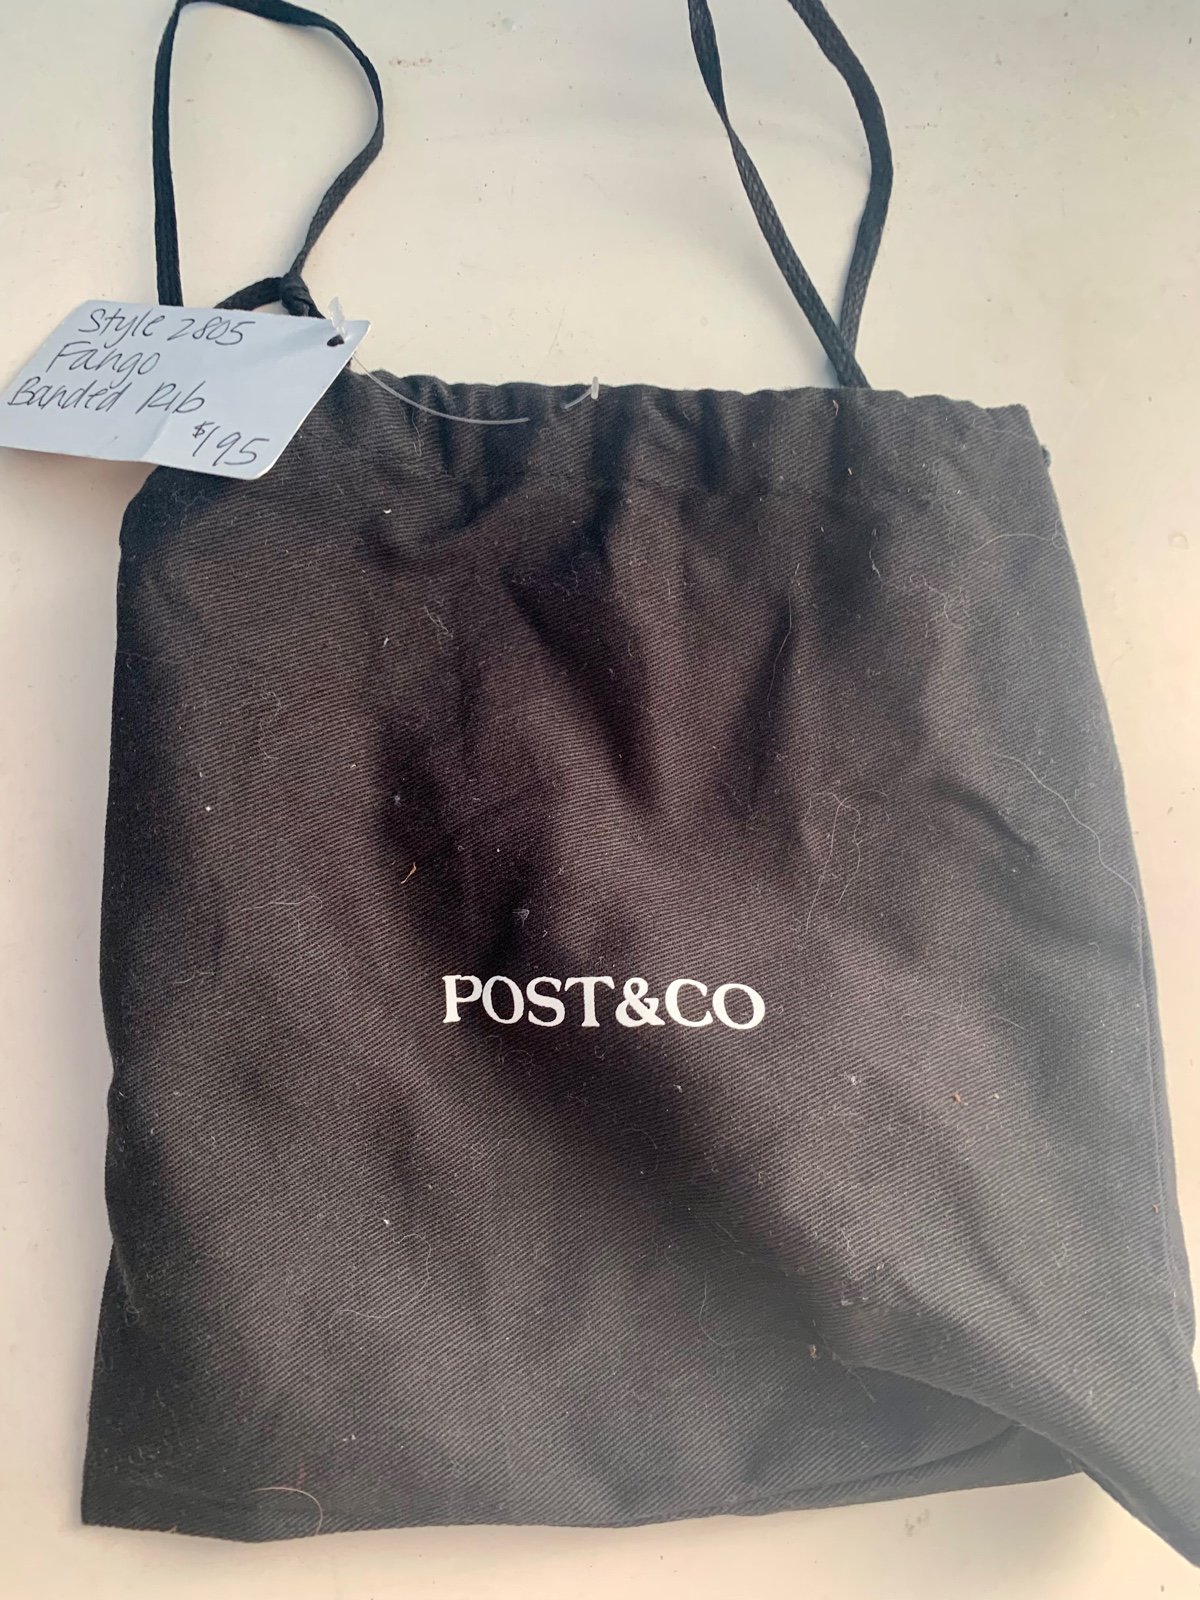 Style 2805
Fango
Banded Rib
$195
POST&CO